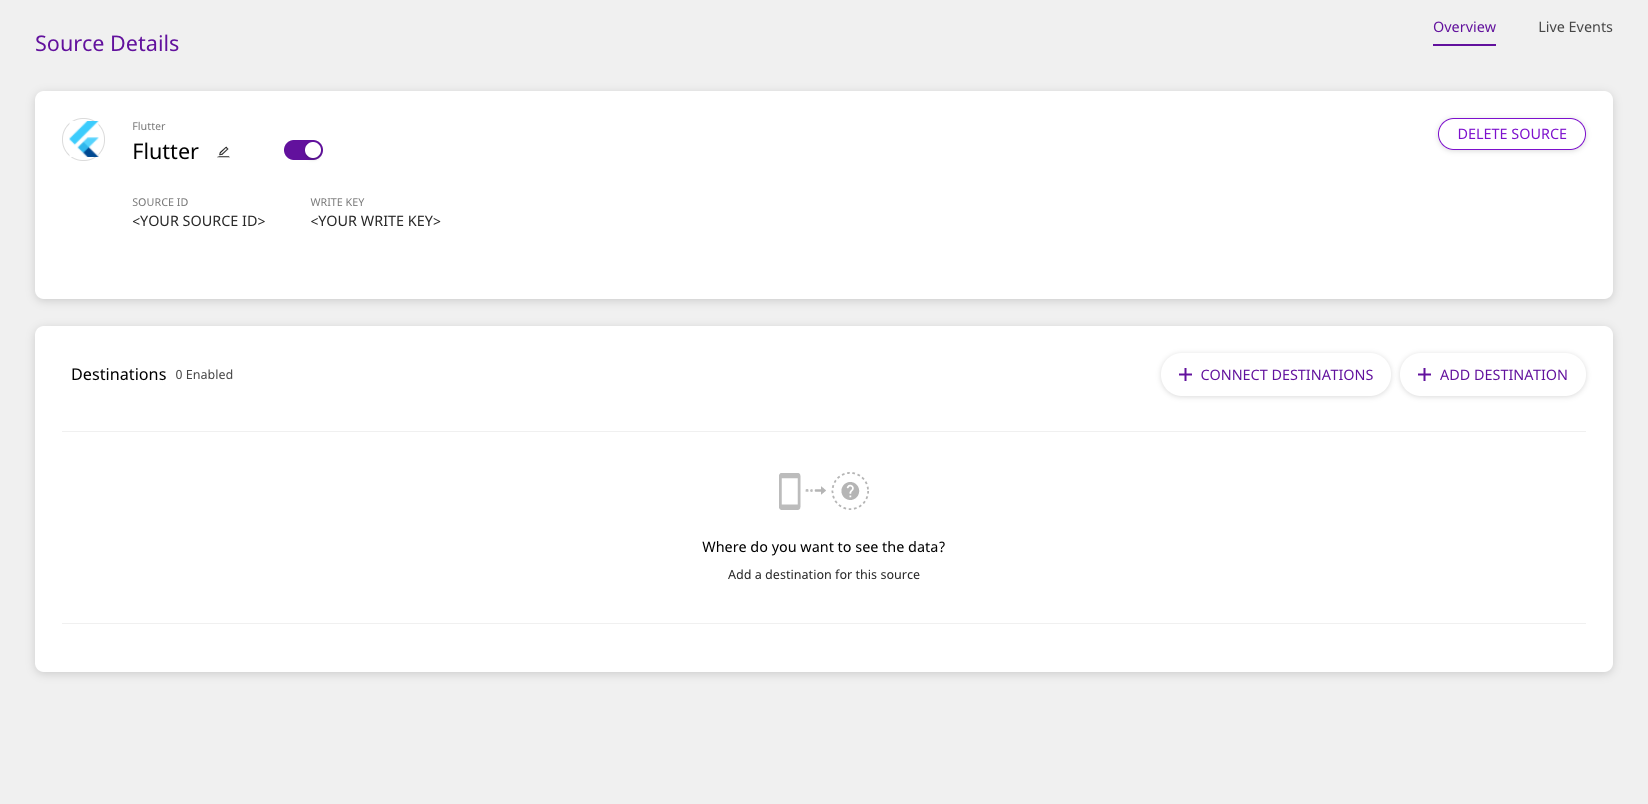 Source Details
Overview
Live Events
Flutter
Flutter
DELETE SOURCE
SOURCE ID
WRITE KEY
<YOUR SOURCE ID>
<YOUR WRITE KEY>
Destinations 0 Enabled
CONNECT DESTINATIONS
ADD DESTINATION
?
Where do you want to see the data?
Add a destination for this source